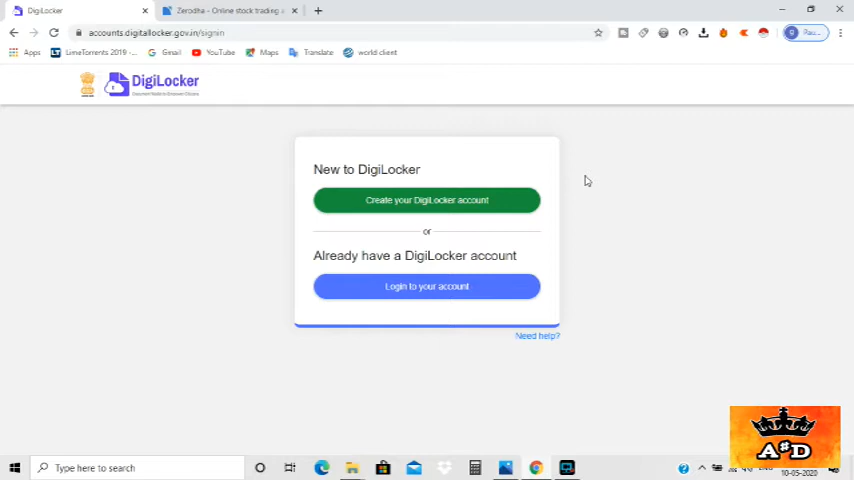 DigiLocker
Zerodha - Online stock trading a
accounts.digitallocker.gov.in/signin
Pau...
Apps
LimeTorrents 2019 -...
Gmail
YouTube
Maps
Translate
world client
DigiLocker
New to DigiLocker
Create your DigiLocker account
or
Already have a DigiLocker account
Login to your account
Need help?
A#D
Type here to search
10-05-2020